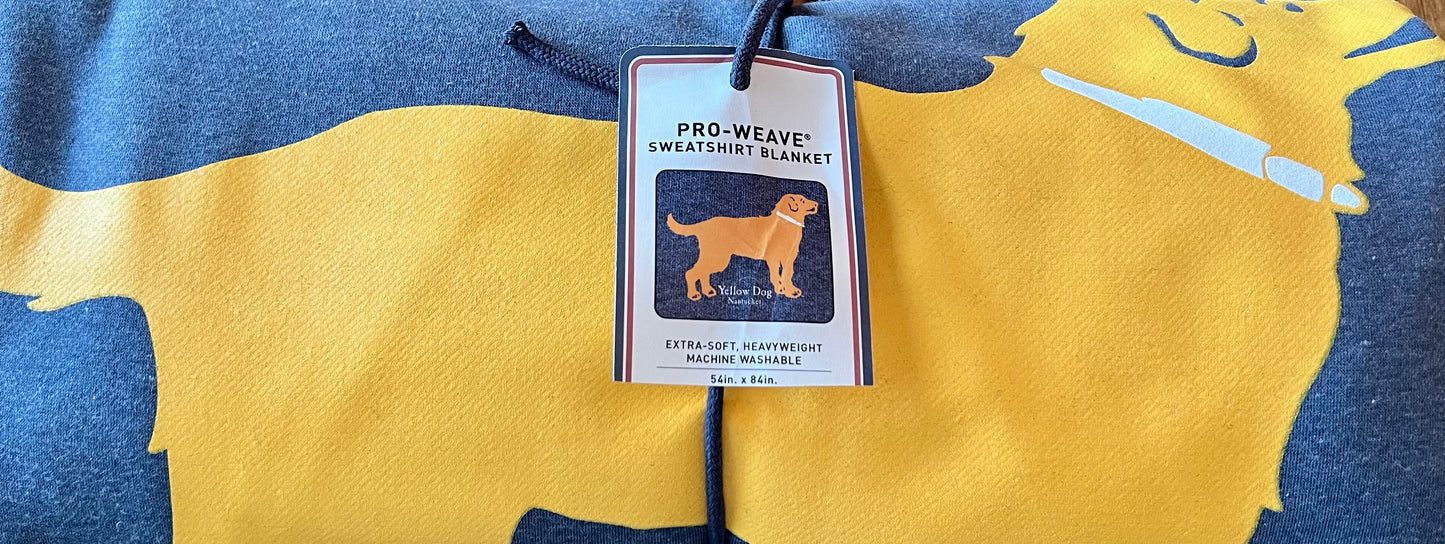 PRO-WEAVE®
SWEATSHIRT BLANKET
Yellow Dog
Nantucket
EXTRA-SOFT, HEAVYWEIGHT
MACHINE WASHABLE
54in. x 84in.